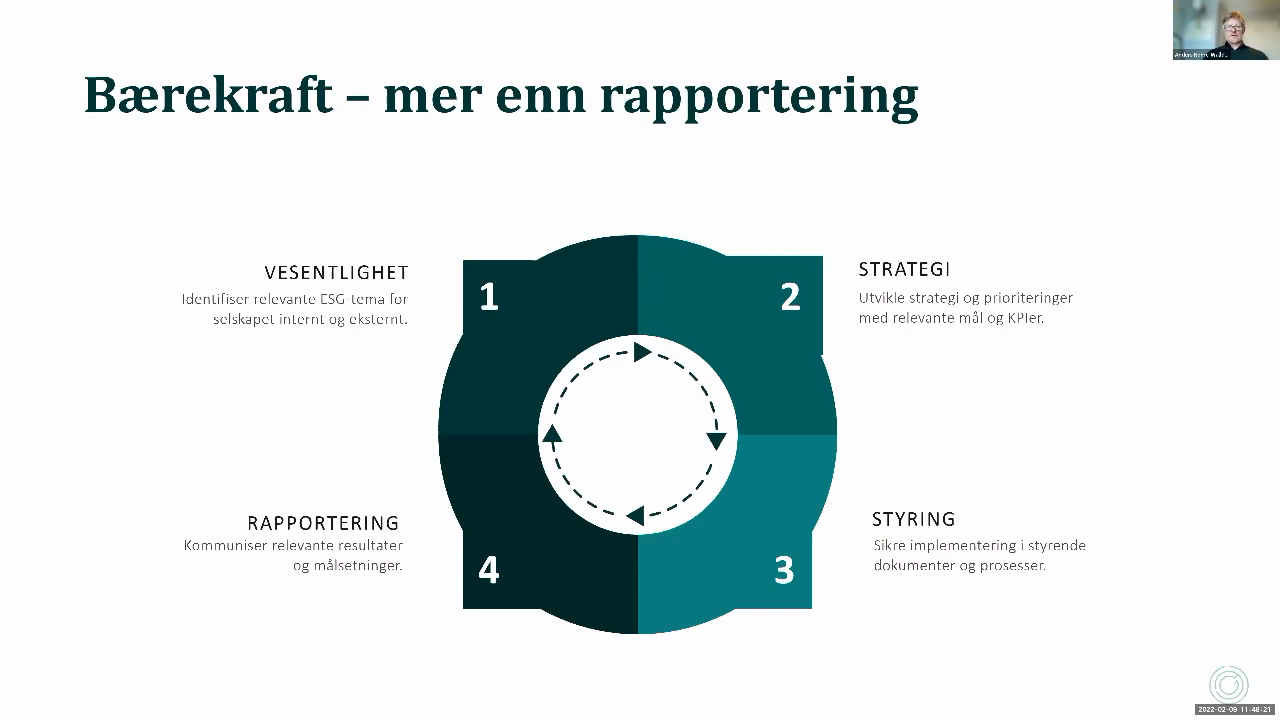 Bærekraft – mer enn rapportering
VESENTLIGHET
Identifiser relevante ESG-tema for
selskapet internt og eksternt.
1
2
STRATEGI
Utvikle strategi og prioriteringer
med relevante mål og KPIer.
RAPPORTERING
Kommuniser relevante resultater
og målsetninger.
4
3
STYRING
Sikre implementering i styrende
dokumenter og prosesser.
Anders
2022-02-09 11:48:21